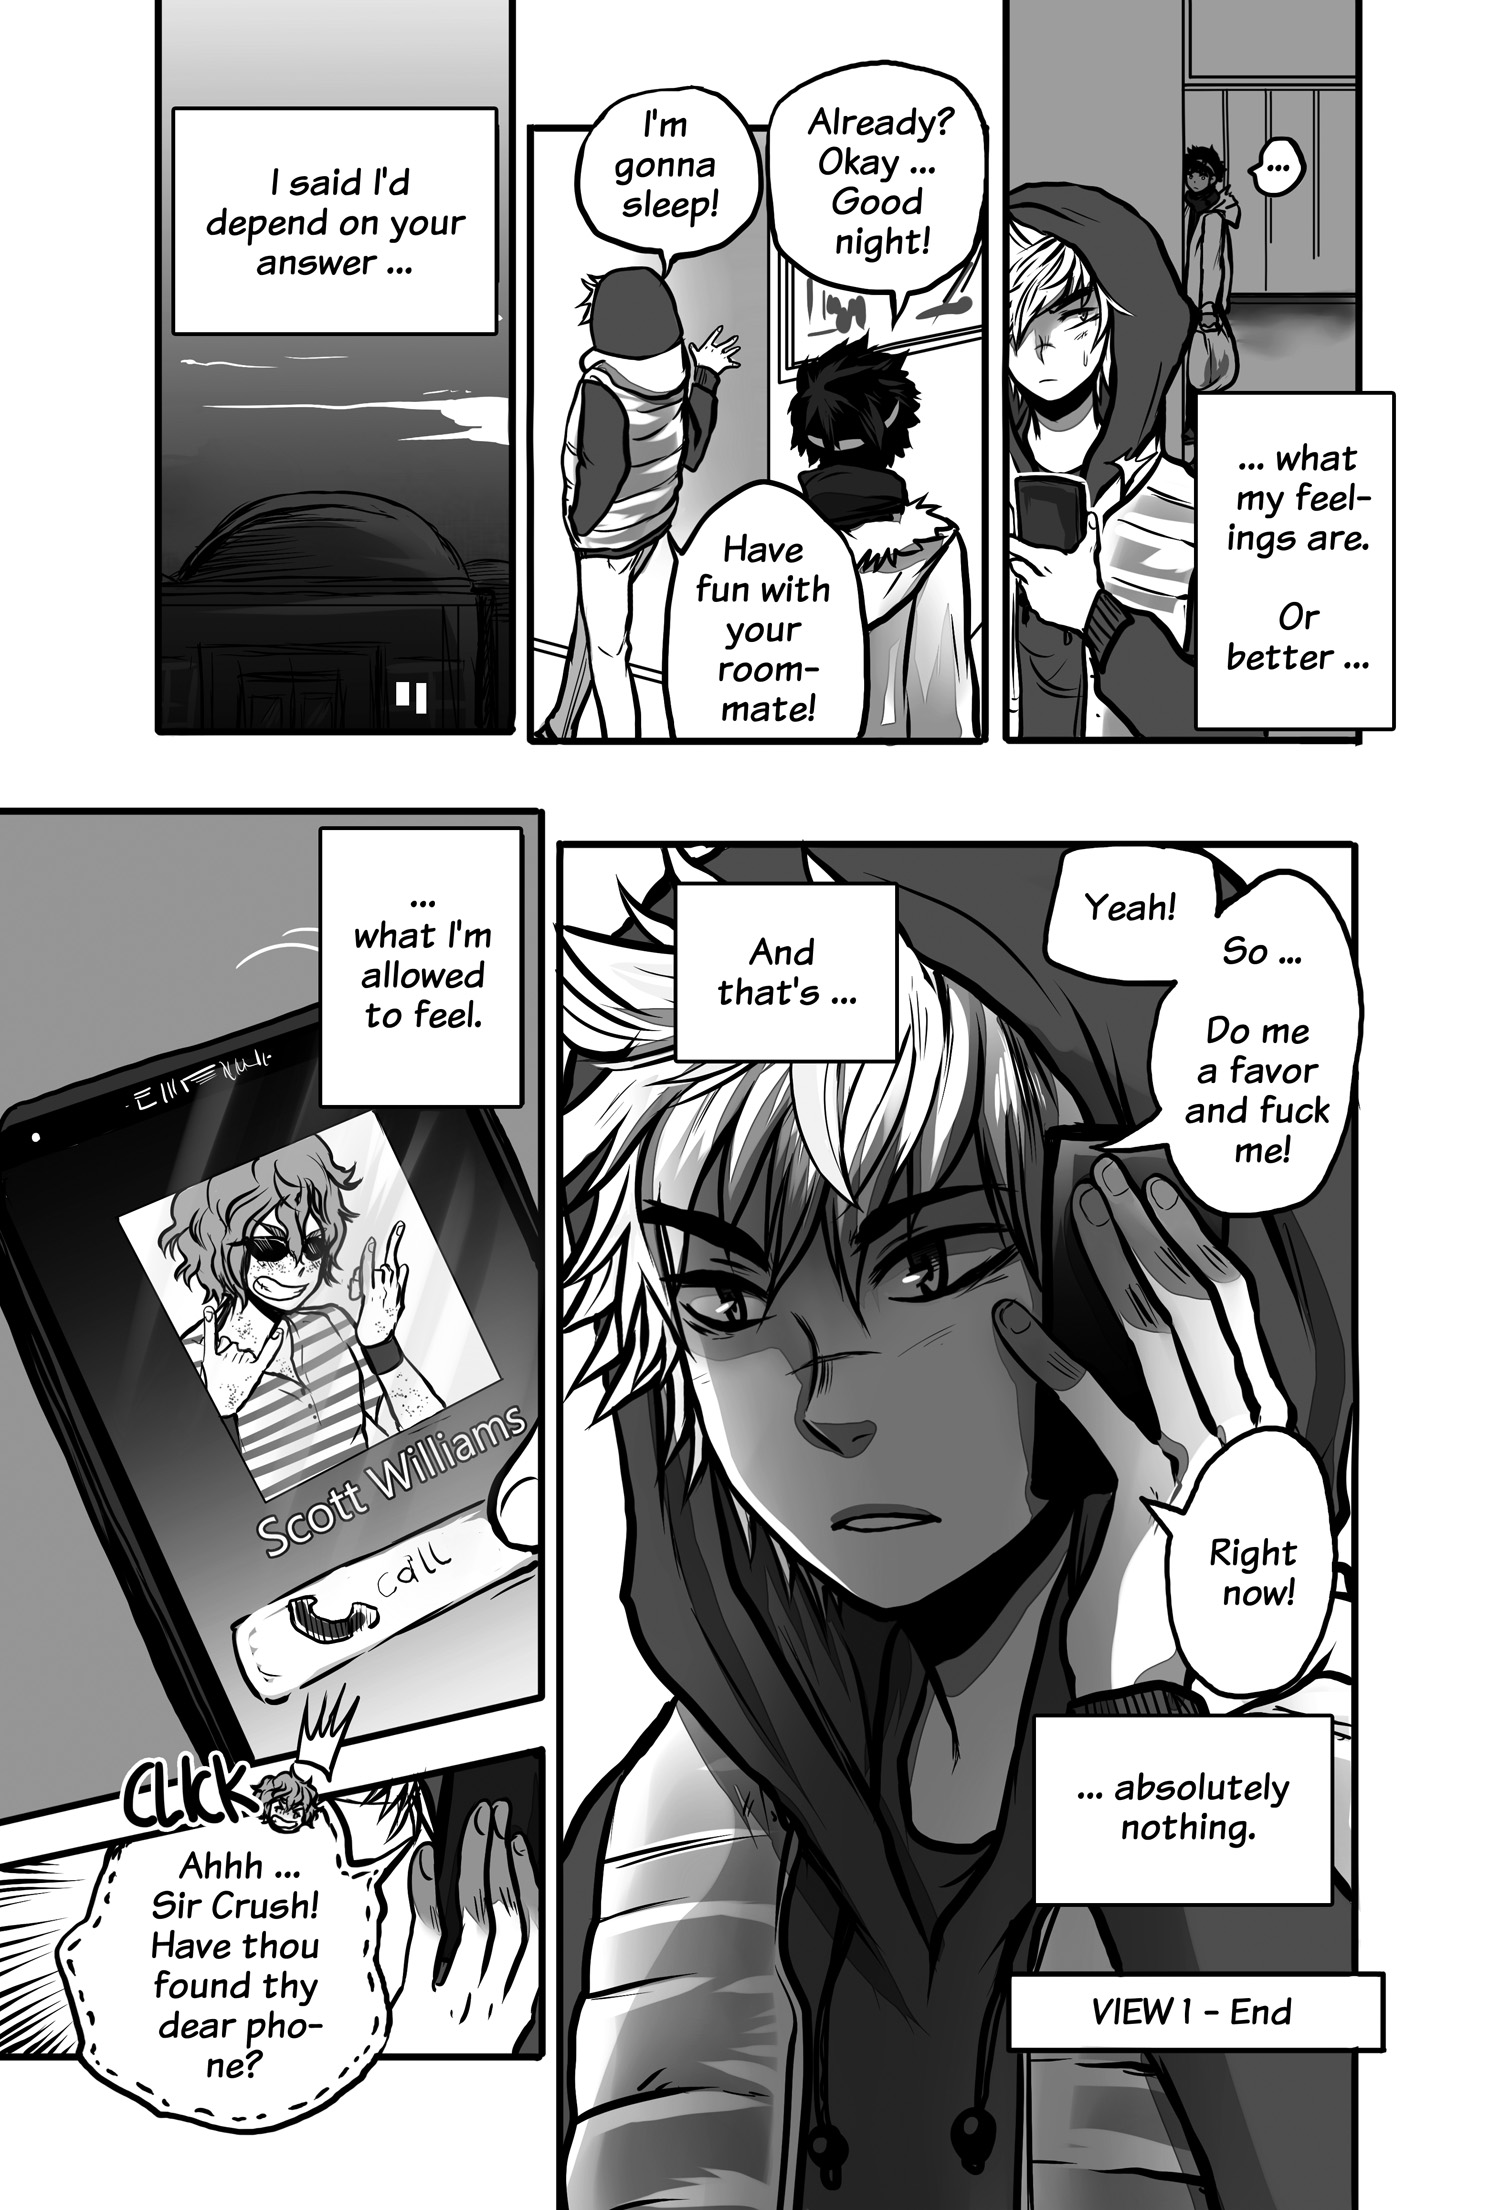 I said I'd
depend on your
answer ...
I'm
gonna
sleep!
Already?
Okay ...
Good
night!
Have
fun with
your
room-
mate!
...
... what
my feel-
ings are.
Or
better ...
...
what I'm
allowed
to feel.
Scott Williams
call
CLICK
Ahhh ...
Sir Crush!
Have thou
found thy
dear pho-
ne?
And
that's ...
Yeah!
So ...
Do me
a favor
and fuck
me!
Right
now!
... absolutely
nothing.
VIEW 1 - End